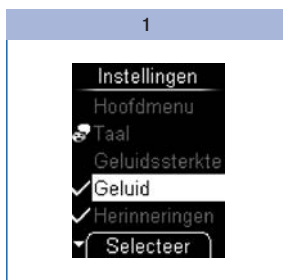 1
Instellingen
Hoofdmenu
Taal
Geluidssterkte
Geluid
Herinneringen
Selecteer